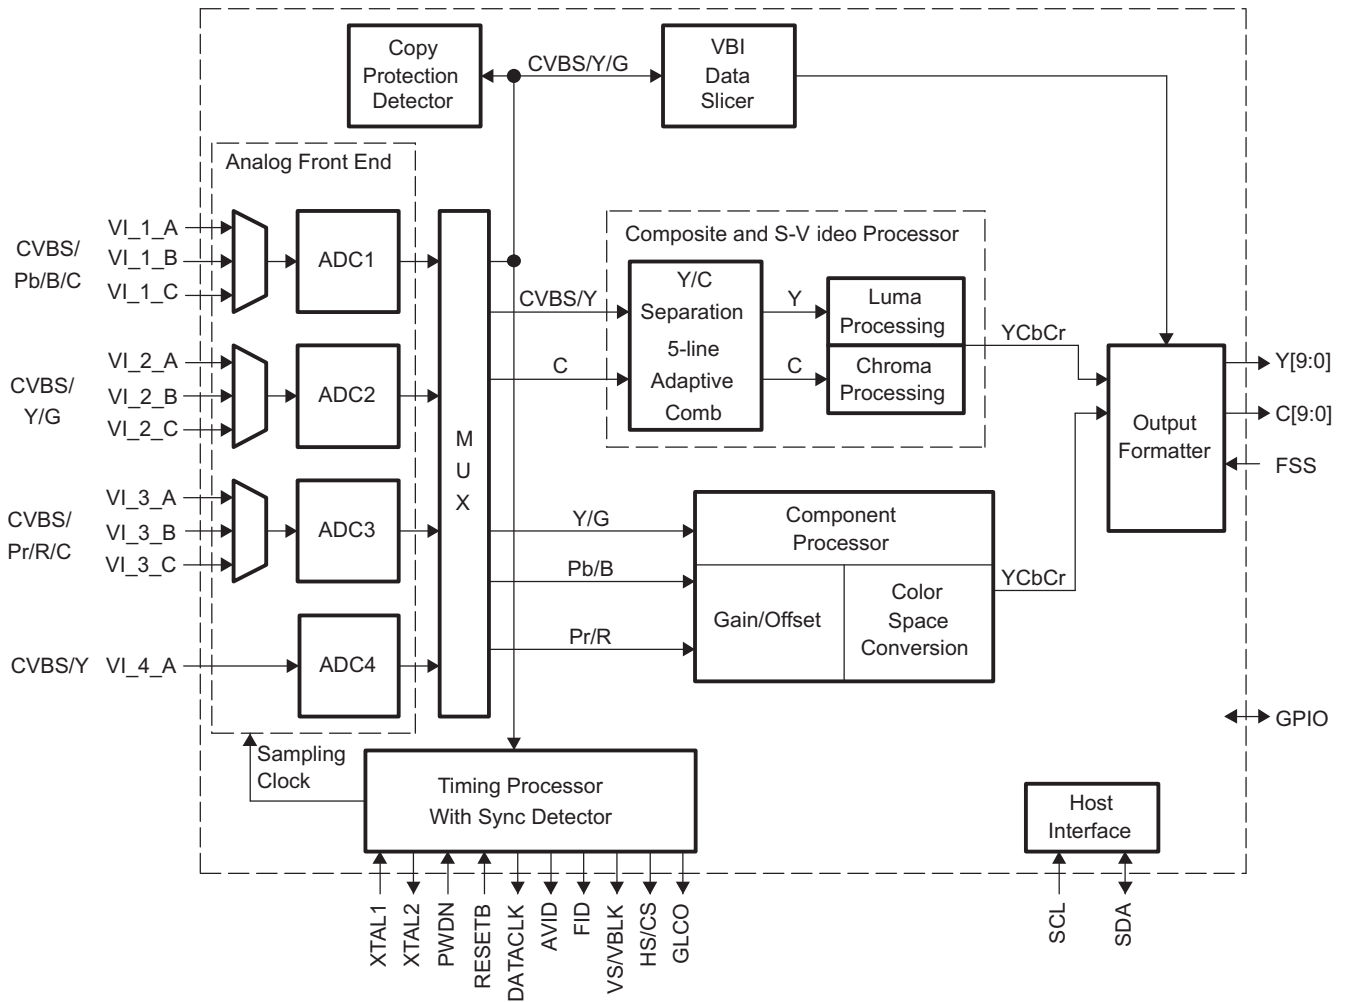 Copy
Protection
Detector
CVBS/Y/G
VBI
Data
Slicer
Analog Front End
CVBS/
Pb/B/C
VI_1_A
VI_1_B
VI_1_C
ADC1
CVBS/
Y/G
VI_2_A
VI_2_B
VI_2_C
ADC2
CVBS/
Pr/R/C
VI_3_A
VI_3_B
VI_3_C
ADC3
CVBS/Y
VI_4_A
ADC4
M
U
X
CVBS/Y
C
Composite and S-V ideo Processor
Y/C
Separation
5-line
Adaptive
Comb
Y
C
Luma
Processing
Chroma
Processing
YCbCr
Y/G
Pb/B
Pr/R
Component
Processor
Gain/Offset
Color
Space
Conversion
YCbCr
Output
Formatter
Y[9:0]
C[9:0]
FSS
GPIO
Sampling
Clock
Timing Processor
With Sync Detector
Host
Interface
XTAL1
XTAL2
PWDN
RESETB
DATACLK
AVID
FID
VS/VBLK
HS/CS
GLCO
SCL
SDA